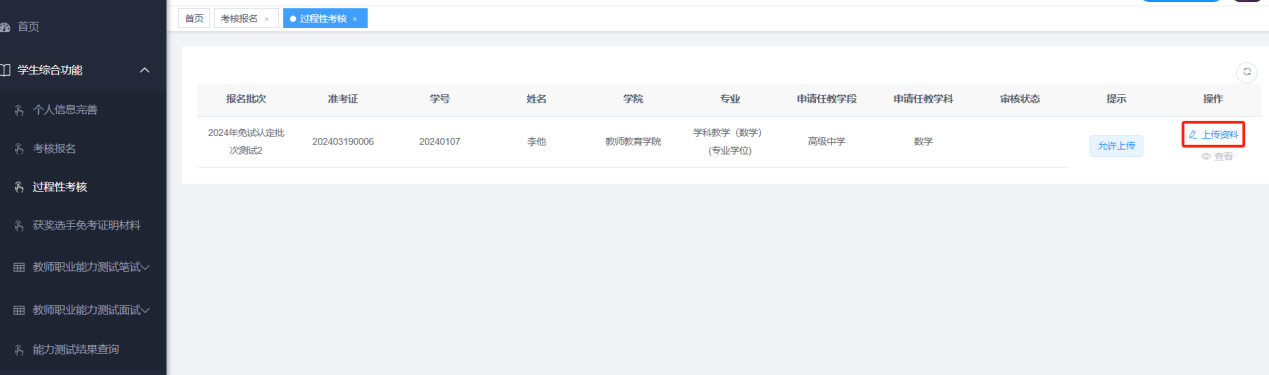 首页
学生综合功能
个人信息完善
考核报名
过程性考核
获奖选手免考证明材料
教师职业能力测试笔试
教师职业能力测试面试
能力测试结果查询
首页 考核报名 × 过程性考核 ×
报名批次 准考证 学号 姓名 学院 专业 申请任教学段 申请任教学科 审核状态 提示 操作
2024年免试认定批
次测试2
202403190006
20240107
李他
教师教育学院
学科教学（数学）
(专业学位)
高级中学
数学
允许上传
上传资料
查看